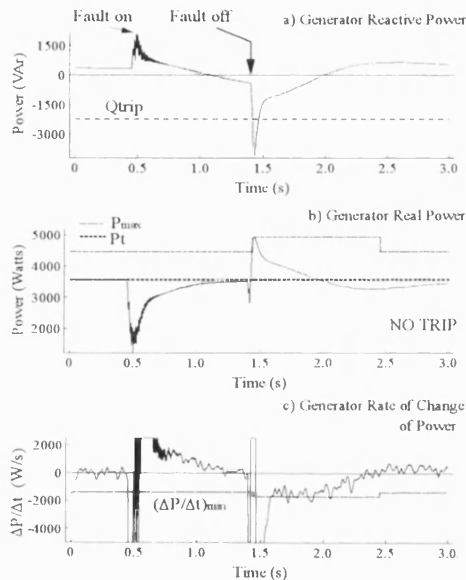 Fault on
Fault off
a) Generator Reactive Power
1500
0
-1500
-3000
Power (VAr)
Qtrip
0
0.5
1.0
1.5
2.0
2.5
3.0
Time (s)
b) Generator Real Power
Pmax
Pt
5000
4000
3000
2000
Power (Watts)
NO TRIP
0
0.5
1.0
1.5
2.0
2.5
3.0
Time (s)
c) Generator Rate of Change
of Power
2000
0
-2000
-4000
ΔP/Δt (W/s)
(ΔP/Δt)min
0
0.5
1.0
1.5
2.0
2.5
3.0
Time (s)